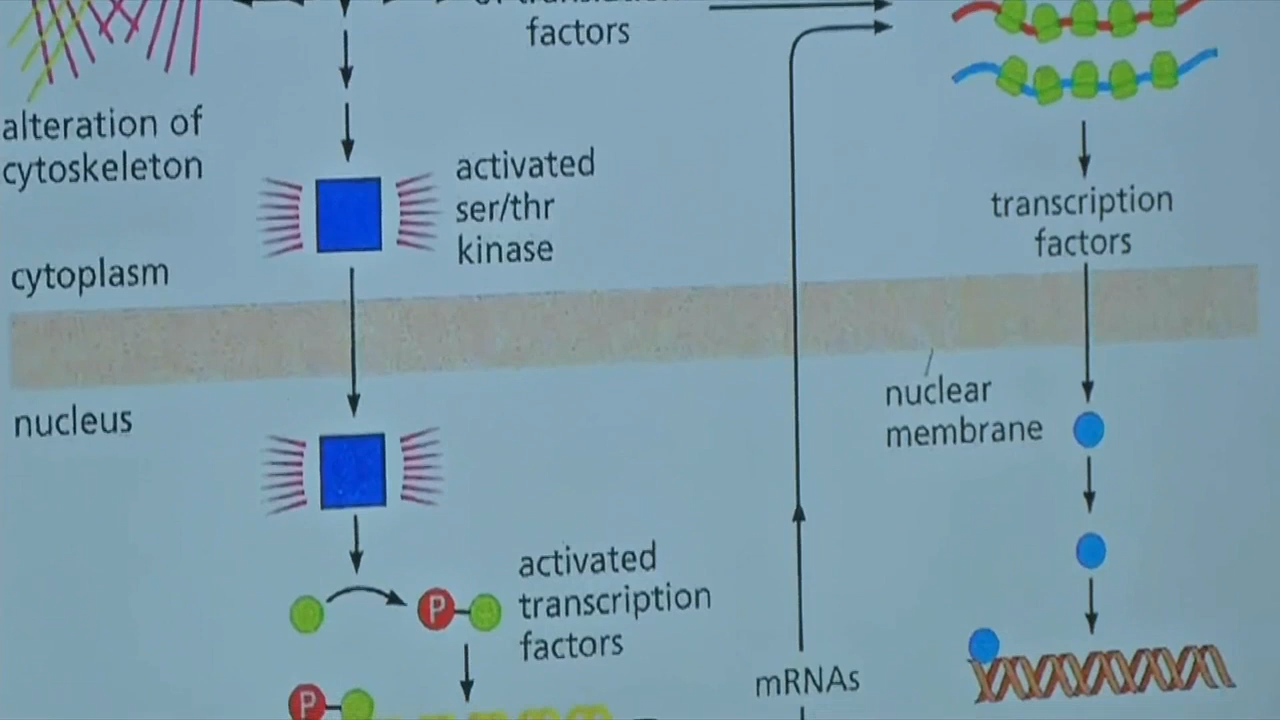 factors
alteration of
cytoskeleton
activated
ser/thr
kinase
transcription
factors
cytoplasm
nucleus
nuclear
membrane
activated
transcription
factors
P
P
mRNAs